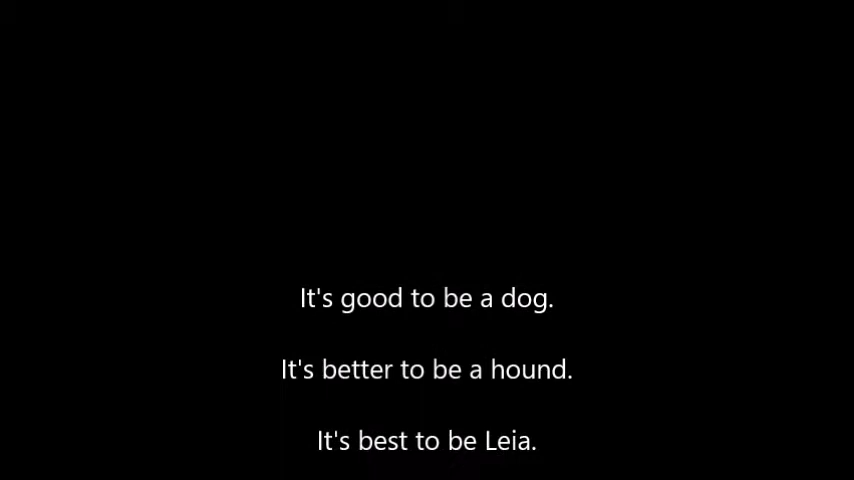 It's good to be a dog.
It's better to be a hound.
It's best to be Leia.